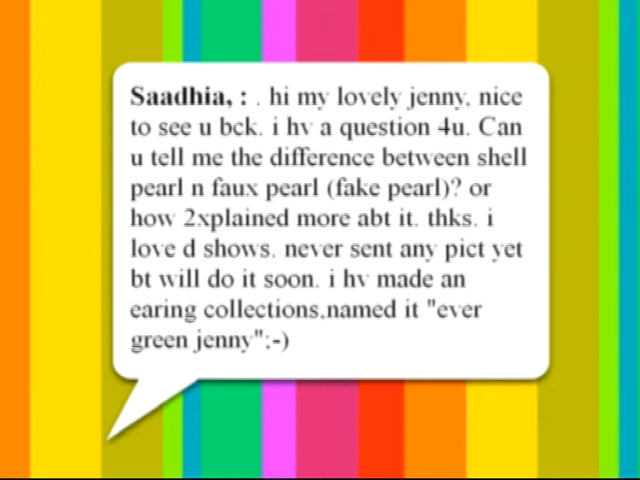 Saadhia, : . hi my lovely jenny, nice
to see u bck. i hv a question 4u. Can
u tell me the difference between shell
pearl n faux pearl (fake pearl)? or
how 2xplained more abt it. thks. i
love d shows. never sent any pict yet
bt will do it soon. i hv made an
earing collections,named it "ever
green jenny";-)